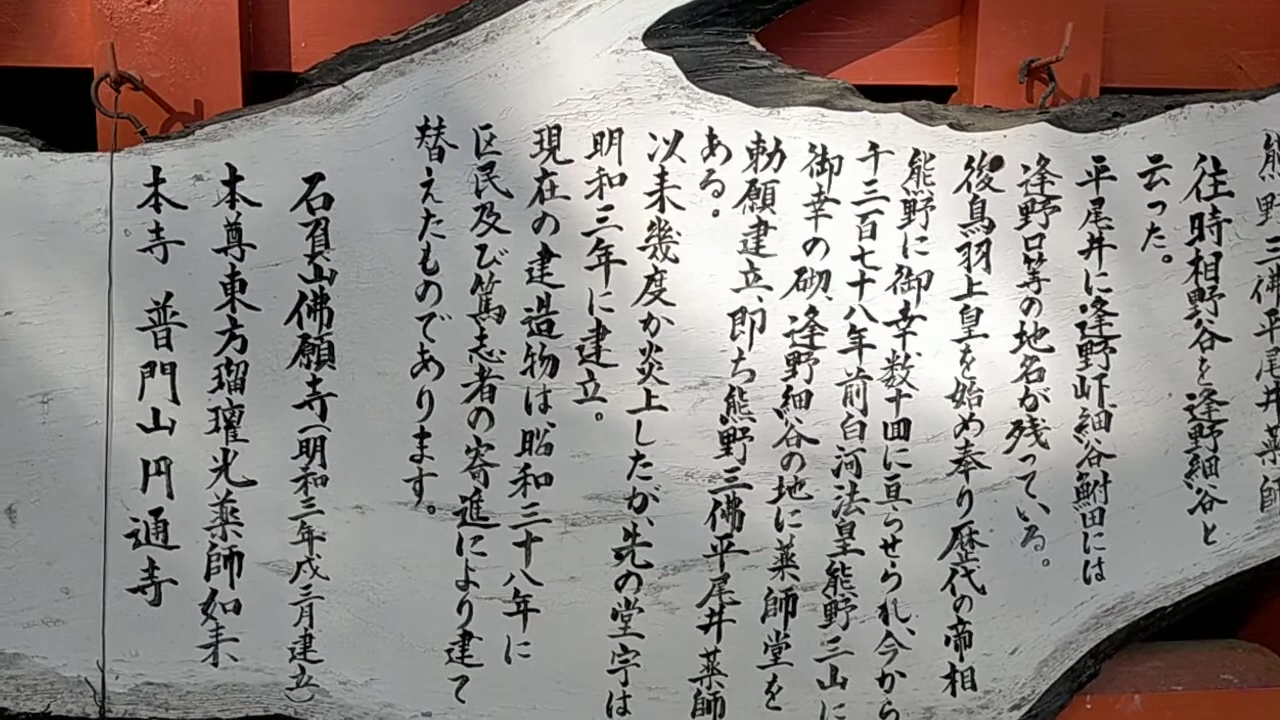 熊野三佛平尾井薬師
往時相野谷を逢野細谷と
云った。
平尾井に逢野岼、細谷鮒田には
逢野口等の地名が残っている。
後鳥羽上皇を始め奉り歴代の帝相
熊野に御幸数十回に亘らせられ、今から
千三百七十八年前白河法皇熊野三山に
御幸の砌、逢野細谷の地に薬師堂を
勅願建立、即ち熊野三佛平尾井薬師
ある。
以来幾度か炎上したが、先の堂宇は
明和三年に建立。
現在の建造物は、昭和三十八年に
区民及び篤志者の寄進により建て
替えたものであります。
石頁山佛願寺(明和三年戌三月建立)
本尊東方瑠璃光薬師如来
本寺 普門山円通寺